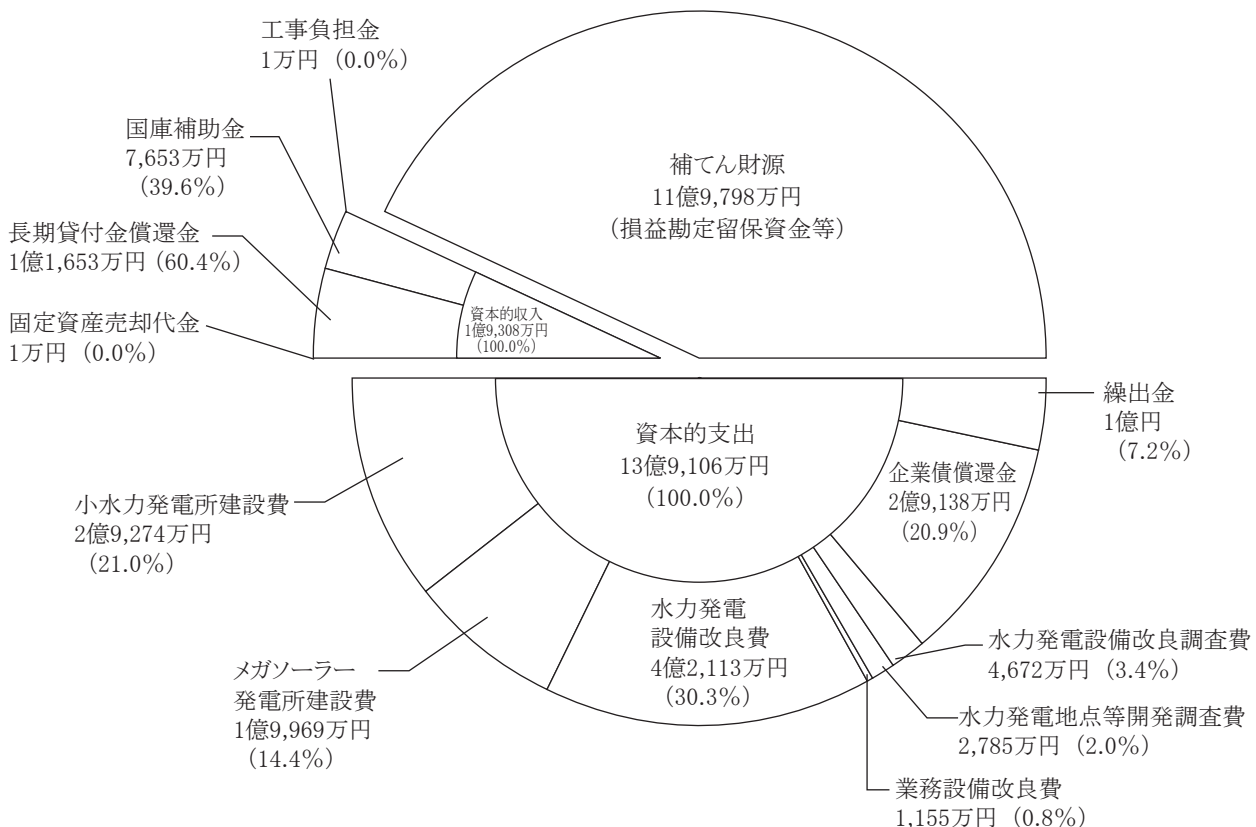 工事負担金
1万円（0.0%）
国庫補助金
7,653万円
（39.6%）
長期貸付金償還金
1億1,653万円（60.4%）
固定資産売却代金
1万円（0.0%）
資本的収入
1億9,308万円
（100.0%）
補てん財源
11億9,798万円
（損益勘定留保資金等）
資本的支出
13億9,106万円
（100.0%）
繰出金
1億円
（7.2%）
企業債償還金
2億9,138万円
（20.9%）
水力発電設備改良調査費
4,672万円（3.4%）
水力発電地点等開発調査費
2,785万円（2.0%）
業務設備改良費
1,155万円（0.8%）
水力発電
設備改良費
4億2,113万円
（30.3%）
メガソーラー
発電所建設費
1億9,969万円
（14.4%）
小水力発電所建設費
2億9,274万円
（21.0%）